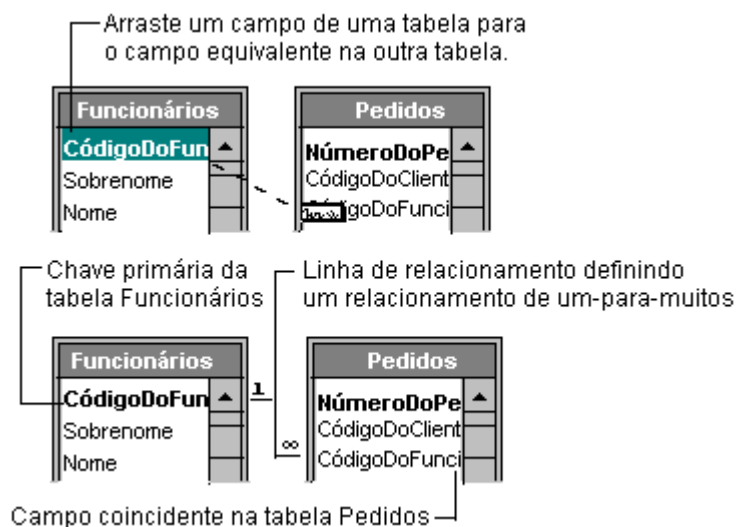 Arraste um campo de uma tabela para
o campo equivalente na outra tabela.
Funcionários
CódigoDoFun
Sobrenome
Nome
Pedidos
NúmeroDoPe
CódigoDoClient
goDoFunci
Chave primária da
tabela Funcionários
Linha de relacionamento definindo
um relacionamento de um-para-muitos
Funcionários
CódigoDoFun
Sobrenome
Nome
1
∞
Pedidos
NúmeroDoPe
CódigoDoClient
CódigoDoFunci
Campo coincidente na tabela Pedidos